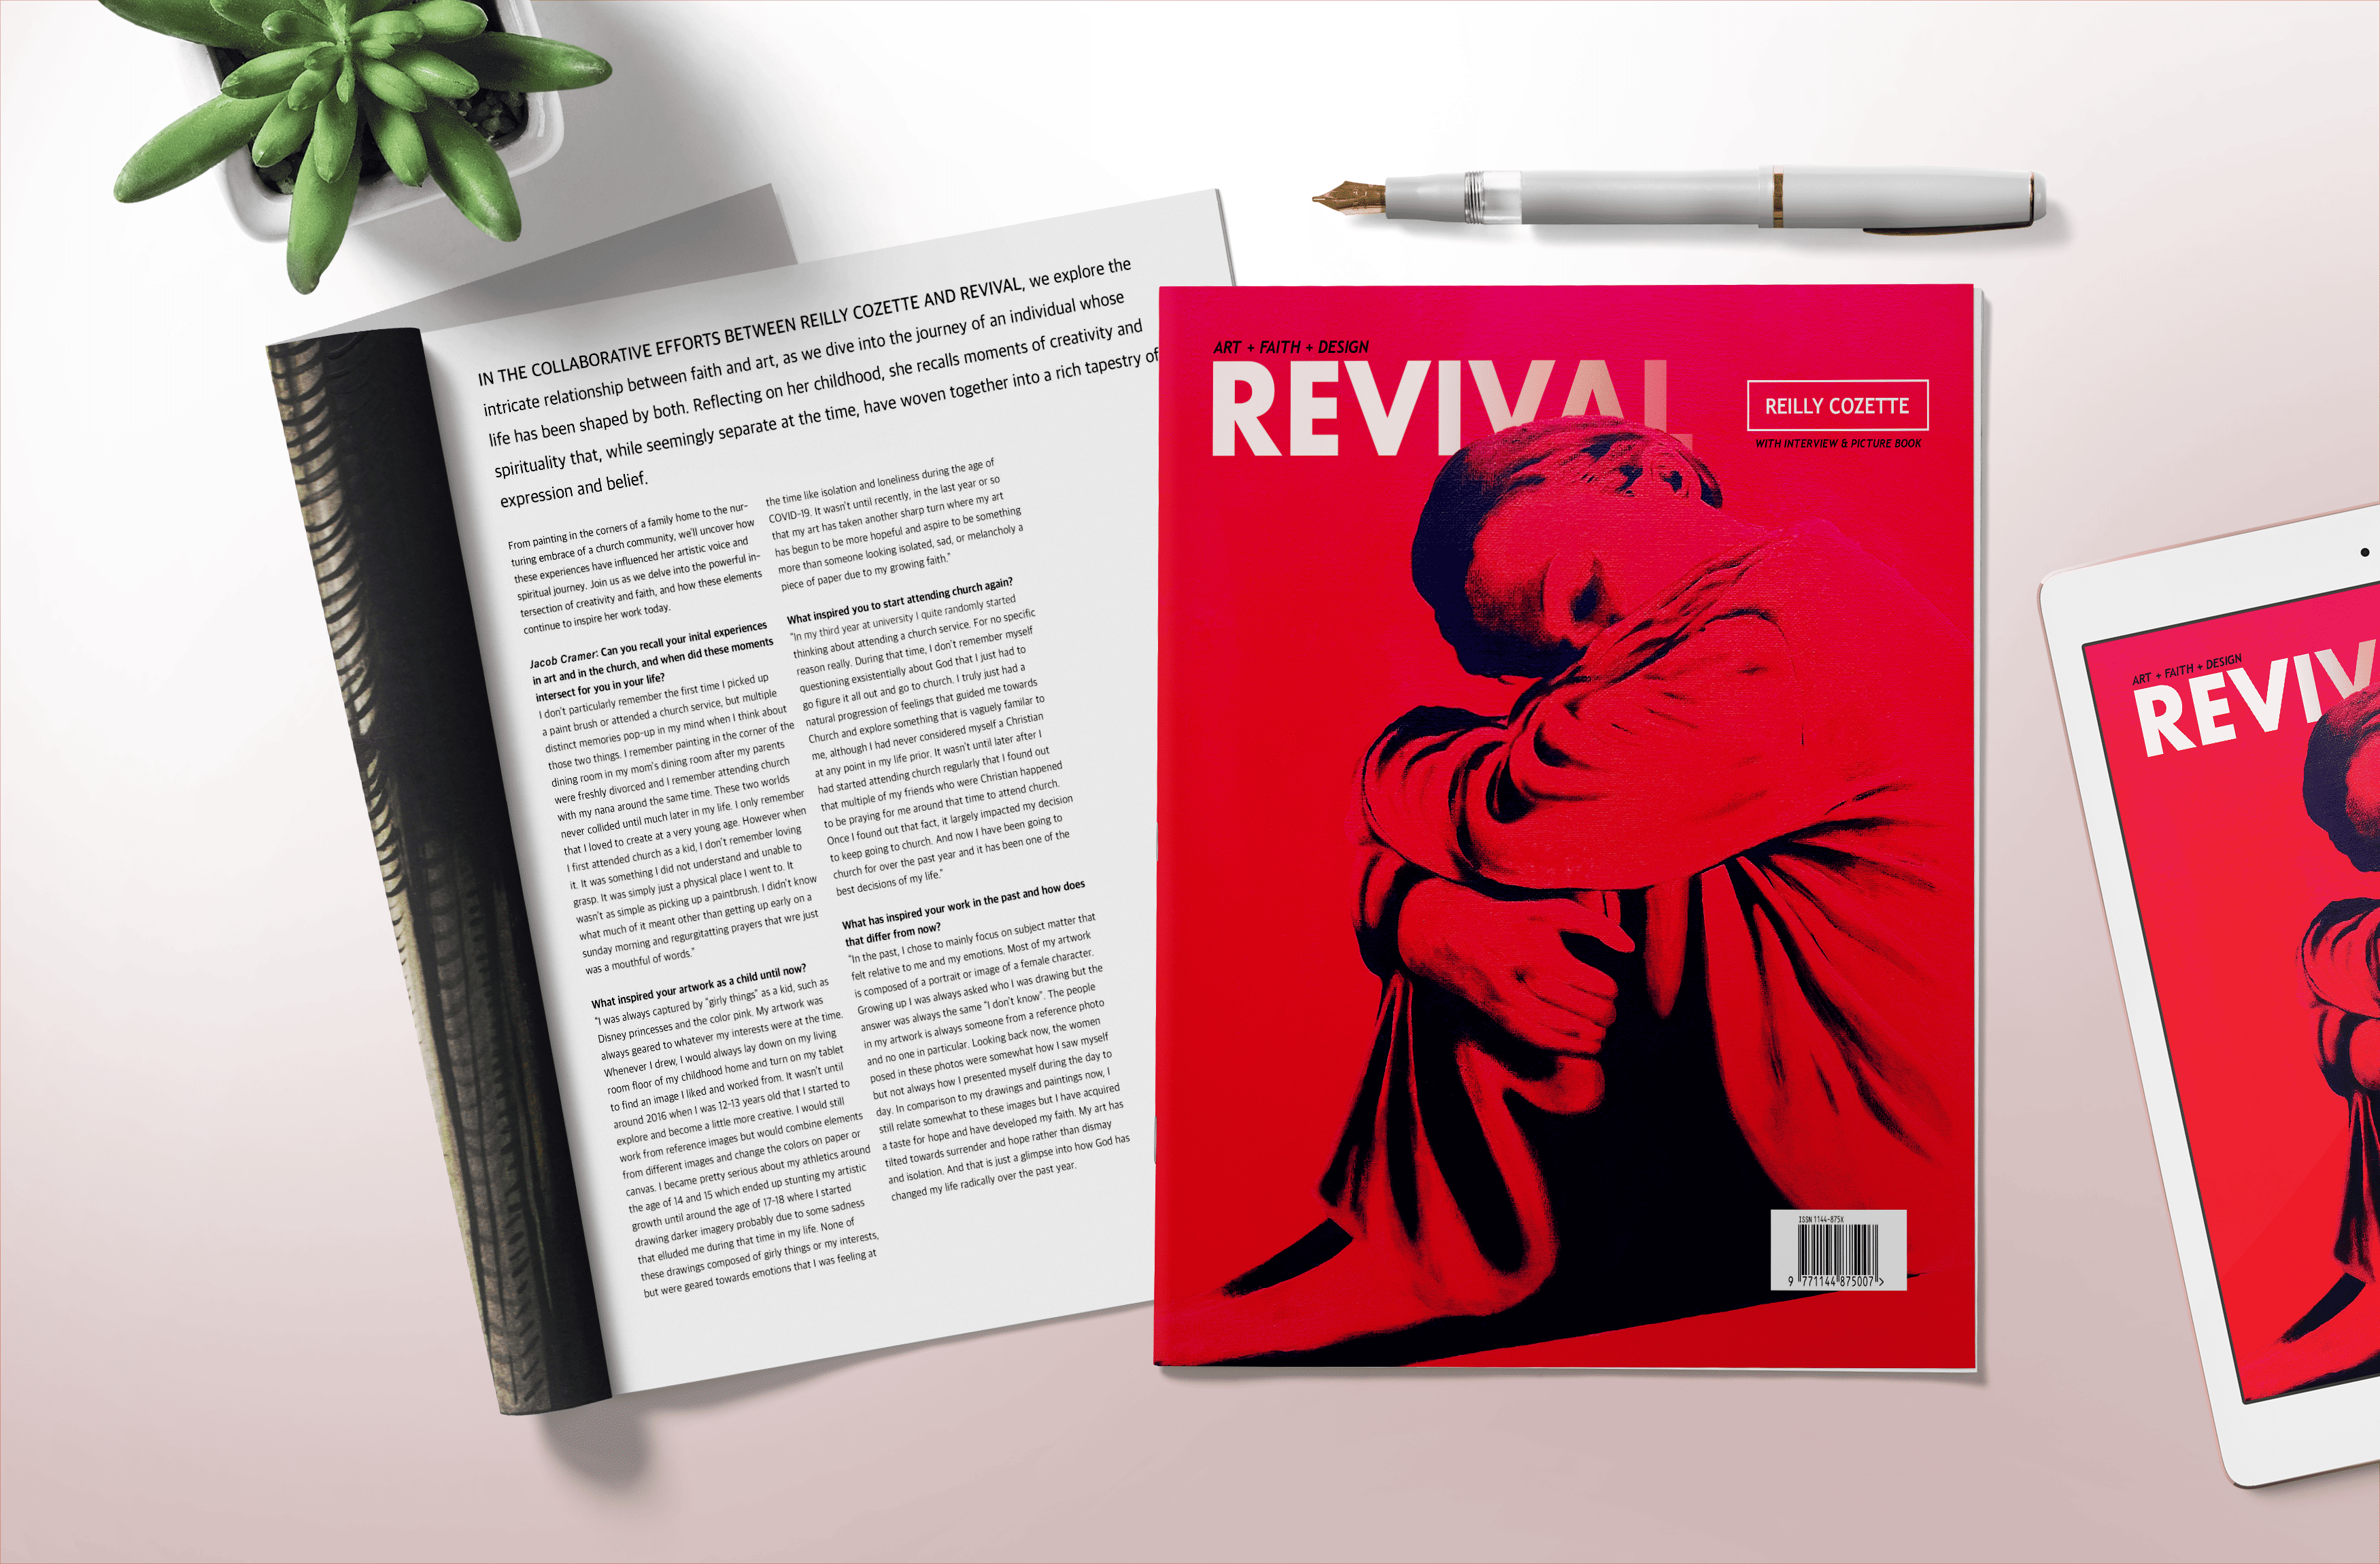 IN THE COLLABORATIVE EFFORTS BETWEEN REILLY COZETTE AND REVIVAL, we explore the
intricate relationship between faith and art, as we dive into the journey of an individual whose
life has been shaped by both. Reflecting on her childhood, she recalls moments of creativity and
spirituality that, while seemingly separate at the time, have woven together into a rich tapestry of
expression and belief.
From painting in the corners of a family home to the nur-
turing embrace of a church community, we'll uncover how
these experiences have influenced her artistic voice and
spiritual journey. Join us as we delve into the powerful in-
tersection of creativity and faith, and how these elements
continue to inspire her work today.
Jacob Cramer: Can you recall your inital experiences
in art and in the church, and when did these moments
intersect for you in your life?
I don't particularly remember the first time I picked up
a paint brush or attended a church service, but multiple
distinct memories pop-up in my mind when I think about
those two things. I remember painting in the corner of the
dining room in my mom's dining room after my parents
were freshly divorced and I remember attending church
with my nana around the same time. These two worlds
never collided until much later in my life. I only remember
that I loved to create at a very young age. However when
I first attended church as a kid, I don't remember loving
it. It was something I did not understand and unable to
grasp. It was simply just a physical place I went to. It
wasn't as simple as picking up a paintbrush. I didn't know
what much of it meant other than getting up early on a
sunday morning and regurgitatting prayers that wre just
was a mouthful of words."
What inspired your artwork as a child until now?
"I was always captured by "girly things" as a kid, such as
Disney princesses and the color pink. My artwork was
always geared to whatever my interests were at the time.
Whenever I drew, I would always lay down on my living
room floor of my childhood home and turn on my tablet
to find an image I liked and worked from. It wasn't until
around 2016 when I was 12-13 years old that I started to
explore and become a little more creative. I would still
work from reference images but would combine elements
from different images and change the colors on paper or
canvas. I became pretty serious about my athletics around
the age of 14 and 15 which ended up stunting my artistic
growth until around the age of 17-18 where I started
drawing darker imagery probably due to some sadness
that elluded me during that time in my life. None of
these drawings composed of girly things or my interests,
but were geared towards emotions that I was feeling at
the time like isolation and loneliness during the age of
COVID-19. It wasn't until recently, in the last year or so
that my art has taken another sharp turn where my art
has begun to be more hopeful and aspire to be something
more than someone looking isolated, sad, or melancholy a
piece of paper due to my growing faith."
What inspired you to start attending church again?
"In my third year at university I quite randomly started
thinking about attending a church service. For no specific
reason really. During that time, I don't remember myself
questioning exsistentially about God that I just had to
go figure it all out and go to church. I truly just had a
natural progression of feelings that guided me towards
Church and explore something that is vaguely familar to
me, although I had never considered myself a Christian
at any point in my life prior. It wasn't until later after I
had started attending church regularly that I found out
that multiple of my friends who were Christian happened
to be praying for me around that time to attend church.
Once I found out that fact, it largely impacted my decision
to keep going to church. And now I have been going to
church for over the past year and it has been one of the
best decisions of my life."
What has inspired your work in the past and how does
that differ from now?
"In the past, I chose to mainly focus on subject matter that
felt relative to me and my emotions. Most of my artwork
is composed of a portrait or image of a female character.
Growing up I was always asked who I was drawing but the
answer was always the same "I don't know". The people
in my artwork is always someone from a reference photo
and no one in particular. Looking back now, the women
posed in these photos were somewhat how I saw myself
but not always how I presented myself during the day to
day. In comparison to my drawings and paintings now, I
still relate somewhat to these images but I have acquired
a taste for hope and have developed my faith. My art has
tilted towards surrender and hope rather than dismay
and isolation. And that is just a glimpse into how God has
changed my life radically over the past year.
ART + FAITH + DESIGN
REVIVAL
REILLY COZETTE
WITH INTERVIEW & PICTURE BOOK
ISSN 1144-875X
9 771144 875007 >
ART + FAITH + DESIGN
REVIV